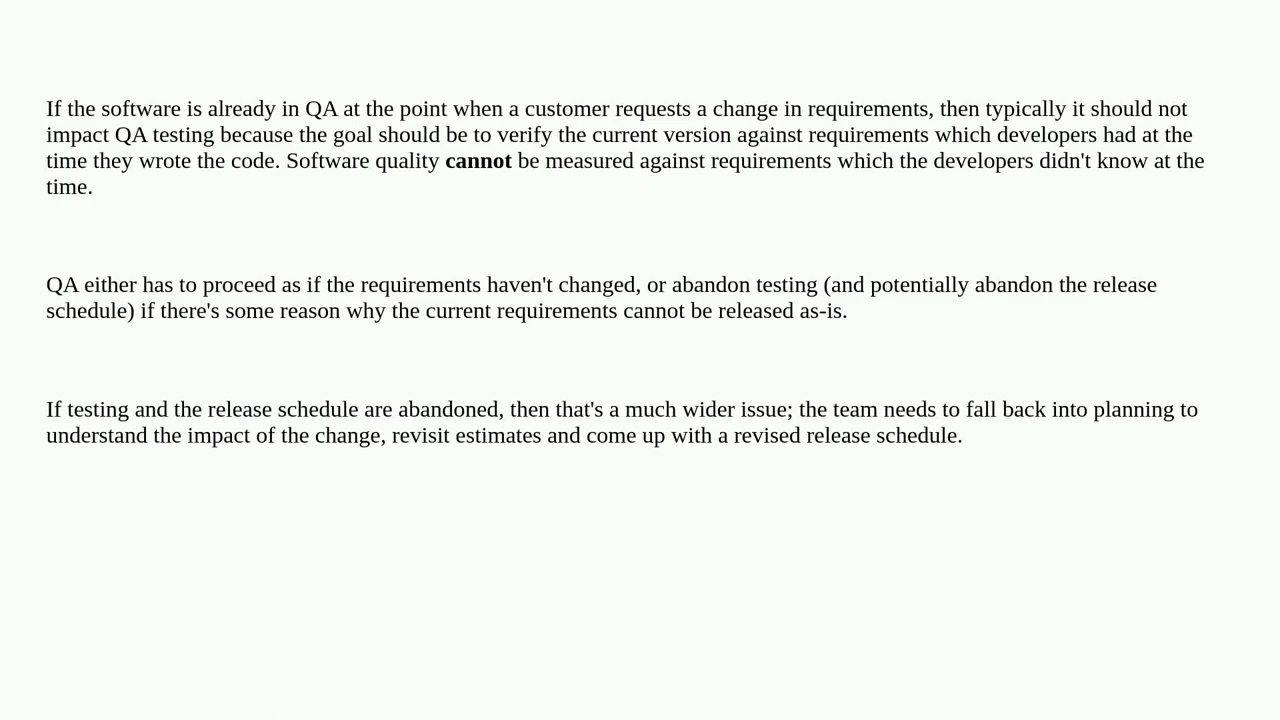 If the software is already in QA at the point when a customer requests a change in requirements, then typically it should not
impact QA testing because the goal should be to verify the current version against requirements which developers had at the
time they wrote the code. Software quality cannot be measured against requirements which the developers didn't know at the
time.
QA either has to proceed as if the requirements haven't changed, or abandon testing (and potentially abandon the release
schedule) if there's some reason why the current requirements cannot be released as-is.
If testing and the release schedule are abandoned, then that's a much wider issue; the team needs to fall back into planning to
understand the impact of the change, revisit estimates and come up with a revised release schedule.